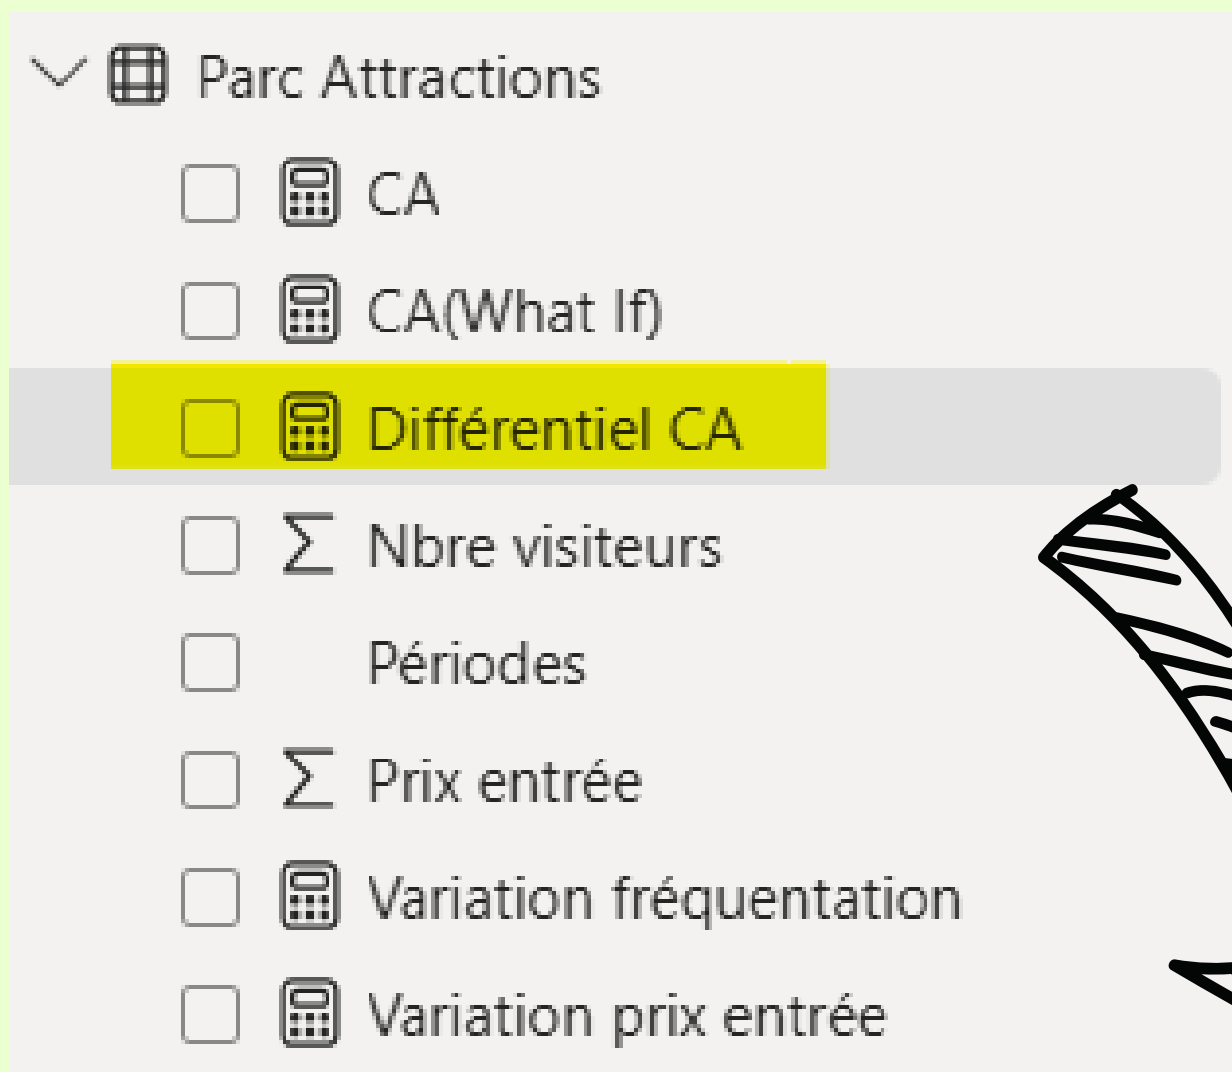 Parc Attractions
CA
CA(What If)
Différentiel CA
Nbre visiteurs
Périodes
Prix entrée
Variation fréquentation
Variation prix entrée